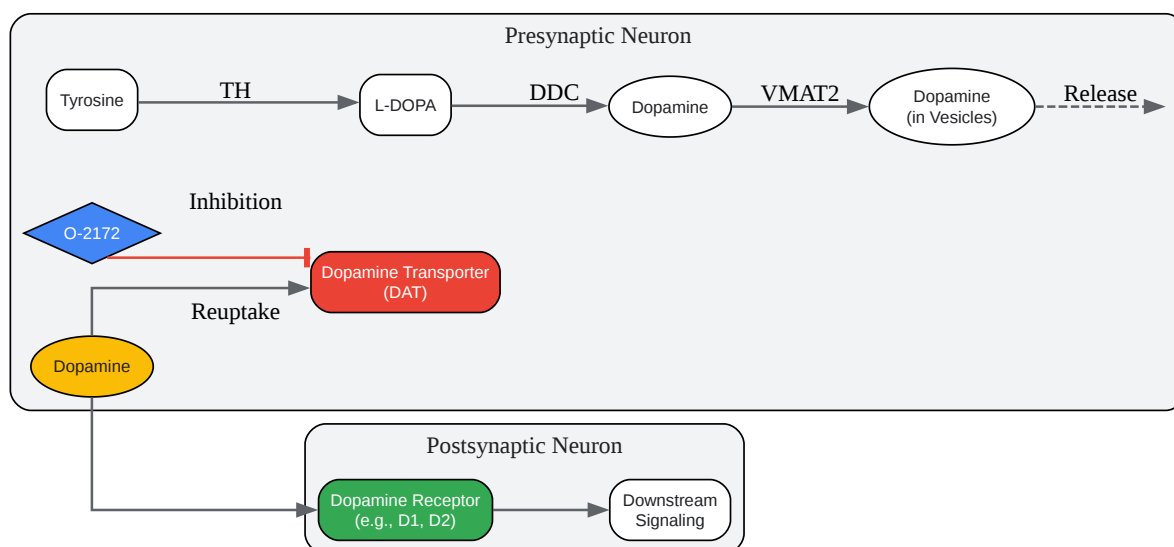 Presynaptic Neuron
Tyrosine
TH
L-DOPA
DDC
Dopamine
VMAT2
Dopamine
(in Vesicles)
Release
Inhibition
O-2172
Dopamine Transporter
(DAT)
Reuptake
Dopamine
Postsynaptic Neuron
Dopamine Receptor
(e.g., D1, D2)
Downstream
Signaling